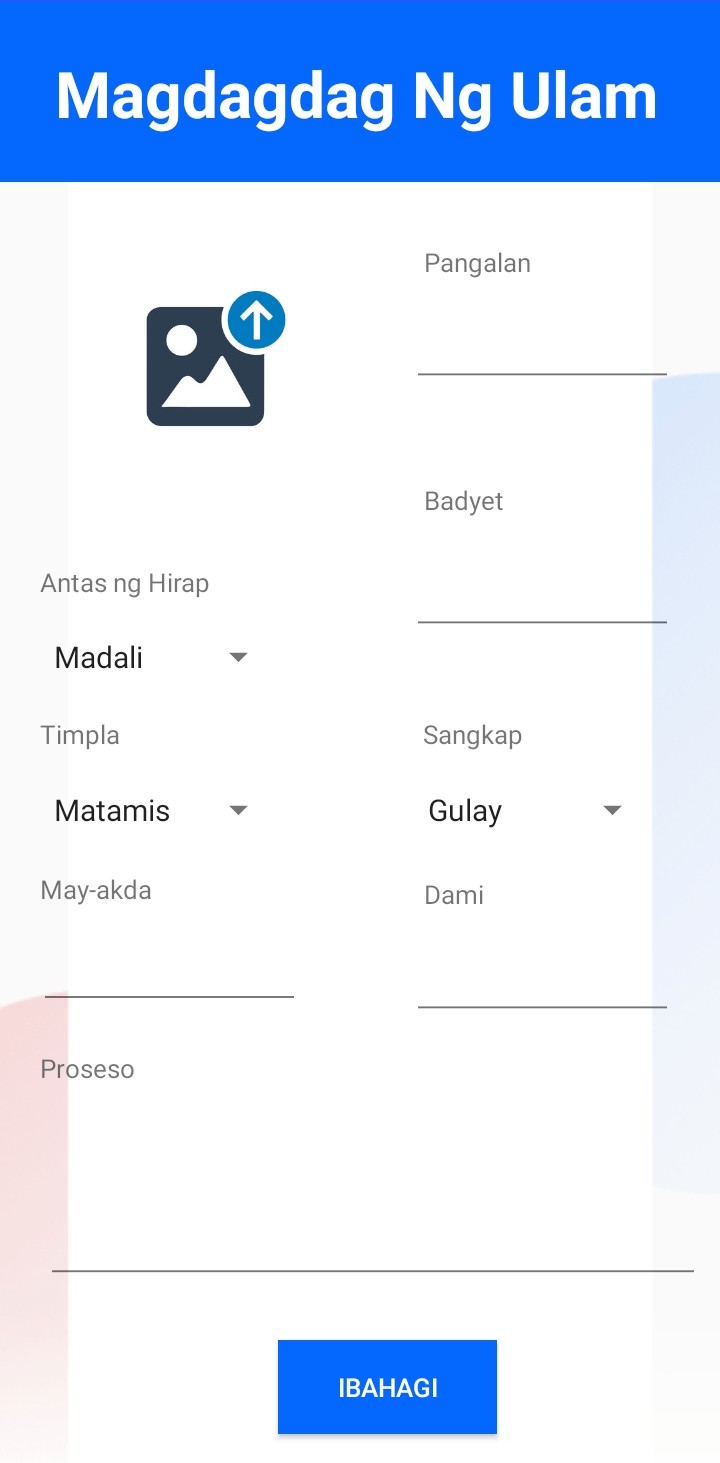 Magdagdag Ng Ulam
Pangalan
Badyet
Antas ng Hirap
Madali
Timpla
Sangkap
Matamis
Gulay
May-akda
Dami
Proseso
IBAHAGI